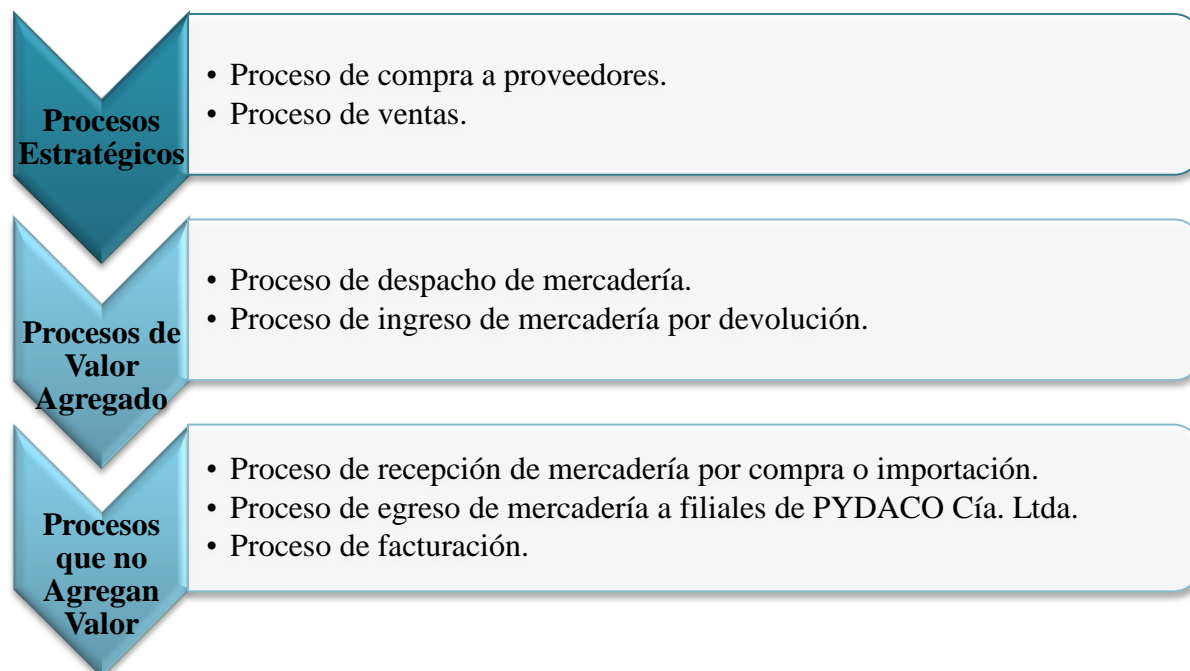 Procesos
Estratégicos
• Proceso de compra a proveedores.
• Proceso de ventas.
Procesos de
Valor
Agregado
• Proceso de despacho de mercadería.
• Proceso de ingreso de mercadería por devolución.
Procesos
que no
Agregan
Valor
• Proceso de recepción de mercadería por compra o importación.
• Proceso de egreso de mercadería a filiales de PYDACO Cía. Ltda.
• Proceso de facturación.